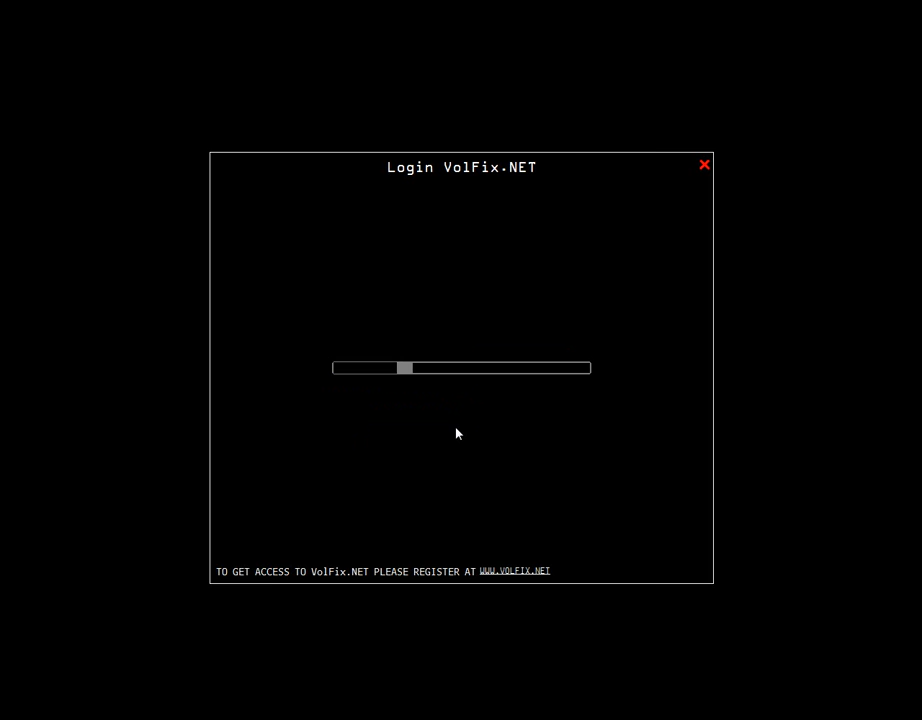 Login VolFix.NET
TO GET ACCESS TO VolFix.NET PLEASE REGISTER AT WWW.VOLFIX.NET